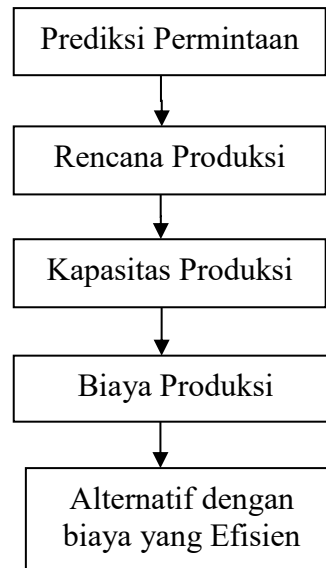 Prediksi Permintaan
Rencana Produksi
Kapasitas Produksi
Biaya Produksi
Alternatif dengan
biaya yang Efisien